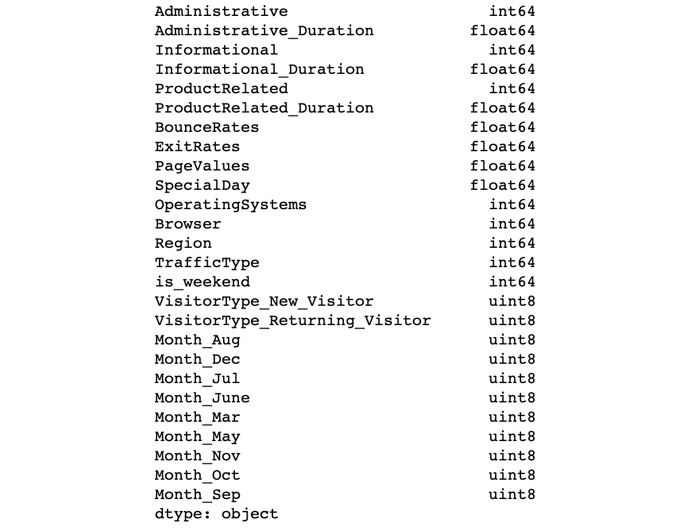 Administrative int64
Administrative_Duration float64
Informational int64
Informational_Duration float64
ProductRelated int64
ProductRelated_Duration float64
BounceRates float64
ExitRates float64
PageValues float64
SpecialDay float64
OperatingSystems int64
Browser int64
Region int64
TrafficType int64
is_weekend int64
VisitorType_New_Visitor uint8
VisitorType_Returning_Visitor uint8
Month_Aug uint8
Month_Dec uint8
Month_Jul uint8
Month_June uint8
Month_Mar uint8
Month_May uint8
Month_Nov uint8
Month_Oct uint8
Month_Sep uint8
dtype: object